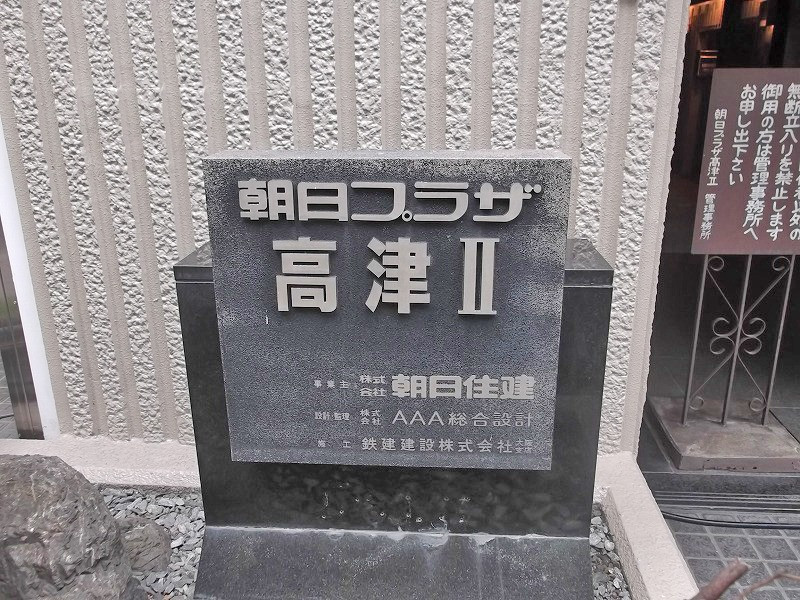 朝日プラザ
高津Ⅱ
事業主 株式会社 朝日住建
設計・監理 株式会社 AAA総合設計
施工 鉄建建設株式会社 大阪支店
無断立入りを禁止します
御用の方は管理事務所へ
お申し出下さい
朝日プラザ高津Ⅱ 管理事務所